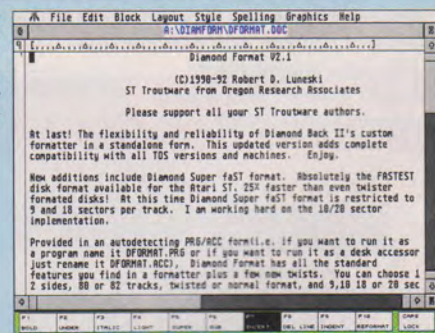 File Edit Block Layout Style Spelling Graphics Help
A:\DIAMFORM\DFORMAT.DOC
Diamond Format V2.1
(C)1990-92 Robert D. Luneski
ST Troutware from Oregon Research Associates
Please support all your ST Troutware authors.
At last! The flexibility and reliability of Diamond Back II's custom
formatter in a standalone form. This updated version adds complete
compatibility with all TOS versions and machines. Enjoy.
New additions include Diamond Super faST format. Absolutely the FASTEST
disk format available for the Atari ST. 25% faster than even twister
formated disks! At this time Diamond Super faST format is restricted to
9 and 18 sectors per track. I am working hard on the 10/20 sector
implementation.
Provided in an autodetecting PRG/ACC form(i.e. if you want to run it as
a program name it DFORMAT.PRG or if you want to run it as a desk accessor
just rename it DFORMAT.ACC), Diamond Format has all the standard
features you find in a formatter plus a few new twists. You can choose 1
2 sides, 80 or 82 tracks, twisted or normal format, and 9,10 18 or 20 sec
F1 F2 F3 F4 F5 F6 F7 F8 F9 F10 CAPS
BOLD UNDER ITALIC LIGHT SUPER SUB INSERT DEL LINE INDENT REFORMAT LOCK